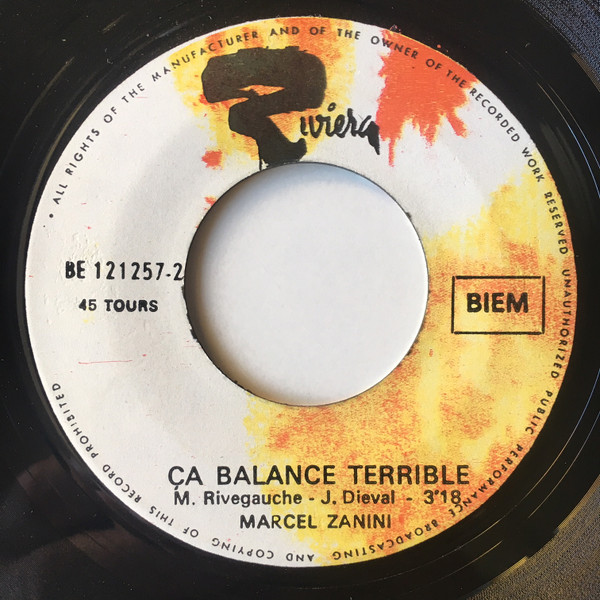 • ALL RIGHTS OF THE MANUFACTURER AND OF THE OWNER OF THE RECORDED WORK RESERVED UNAUTHORIZED PUBLIC PERFORMANCE BROADCASTING AND COPYING OF THIS RECORD PROHIBITED
Riviera
BE 121257-2
45 TOURS
BIEM
ÇA BALANCE TERRIBLE
M. Rivegauche - J. Dieval - 3'18
MARCEL ZANINI